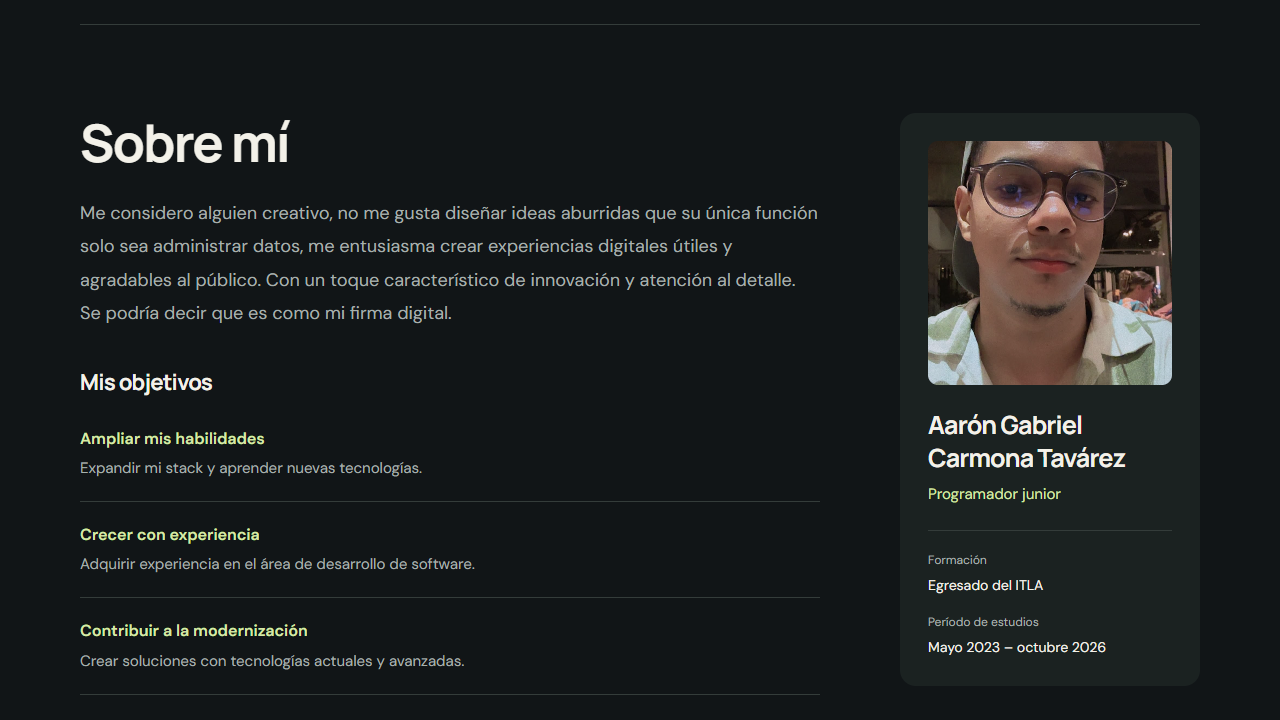 Sobre mí
Me considero alguien creativo, no me gusta diseñar ideas aburridas que su única función
solo sea administrar datos, me entusiasma crear experiencias digitales útiles y
agradables al público. Con un toque característico de innovación y atención al detalle.
Se podría decir que es como mi firma digital.
Mis objetivos
Ampliar mis habilidades
Expandir mi stack y aprender nuevas tecnologías.
Crecer con experiencia
Adquirir experiencia en el área de desarrollo de software.
Contribuir a la modernización
Crear soluciones con tecnologías actuales y avanzadas.
Aarón Gabriel
Carmona Tavárez
Programador junior
Formación
Egresado del ITLA
Período de estudios
Mayo 2023 – octubre 2026